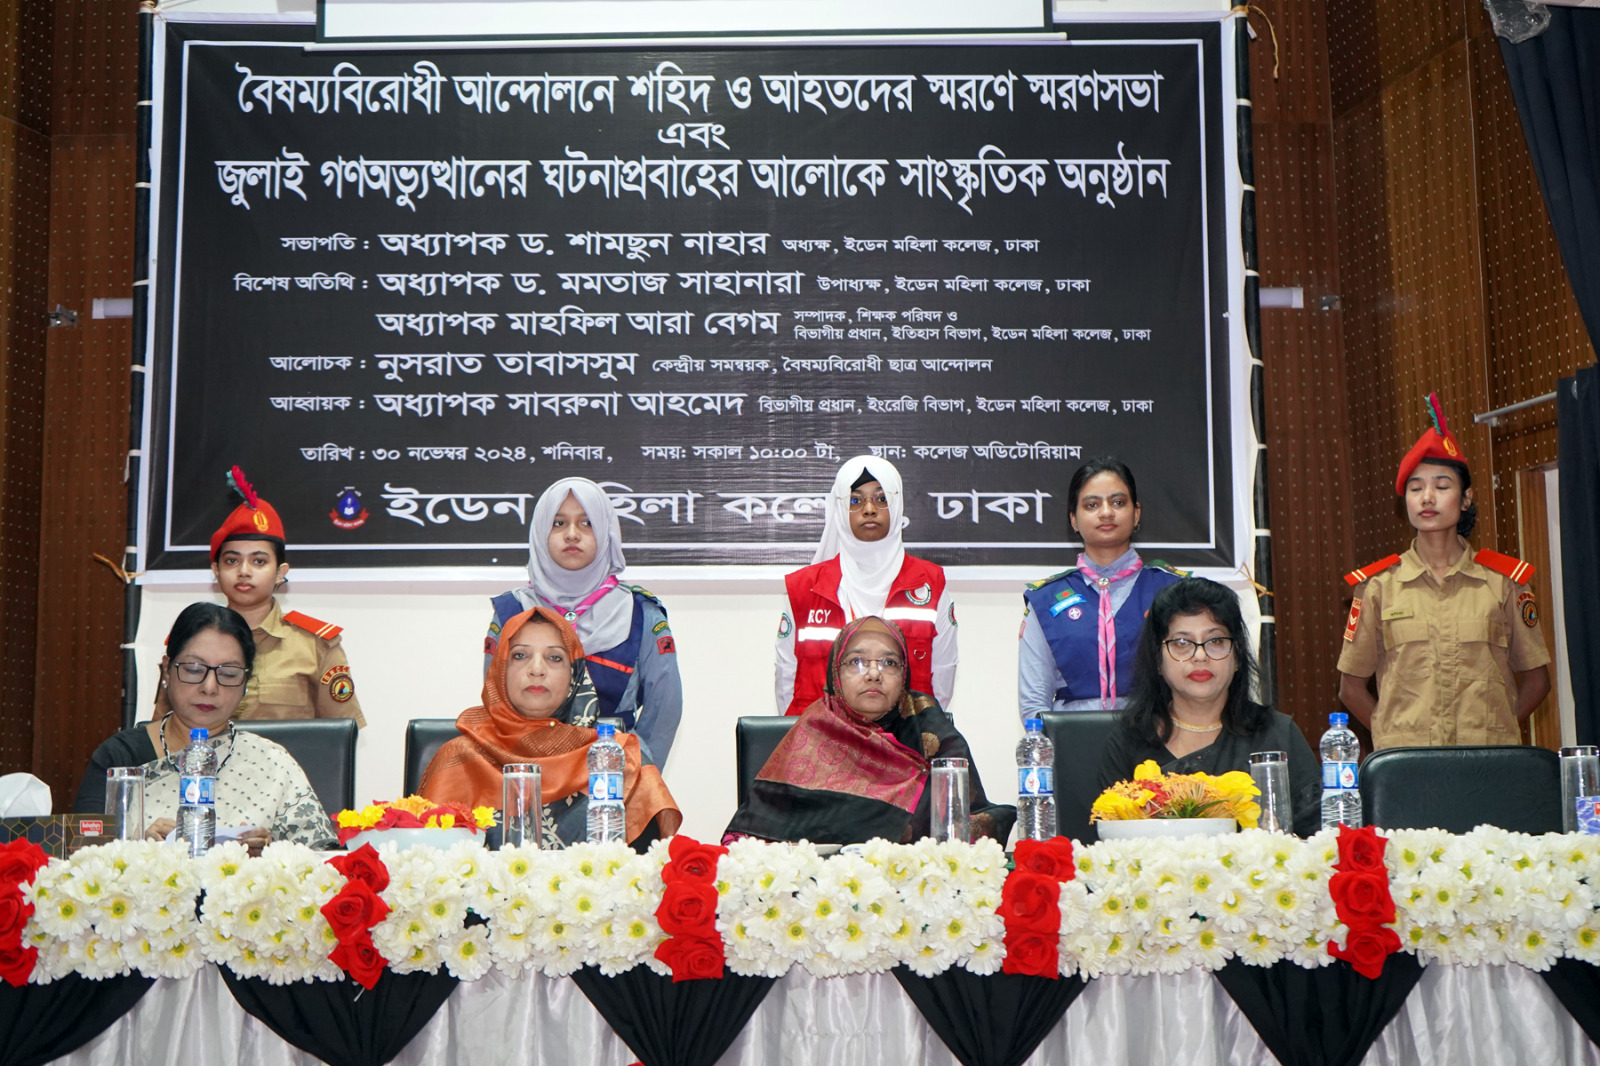 বৈষম্যবিরোধী আন্দোলনে শহিদ ও আহতদের স্মরণে স্মরণসভা
এবং
জুলাই গণঅভ্যুত্থানের ঘটনাপ্রবাহের আলোকে সাংস্কৃতিক অনুষ্ঠান
সভাপতি : অধ্যাপক ড. শামছুন নাহার অধ্যক্ষ, ইডেন মহিলা কলেজ, ঢাকা
বিশেষ অতিথি : অধ্যাপক ড. মমতাজ সাহানারা উপাধ্যক্ষ, ইডেন মহিলা কলেজ, ঢাকা
অধ্যাপক মাহফিল আরা বেগম সম্পাদক, শিক্ষক পরিষদ ও
বিভাগীয় প্রধান, ইতিহাস বিভাগ, ইডেন মহিলা কলেজ, ঢাকা
আলোচক : নুসরাত তাবাসসুম কেন্দ্রীয় সমন্বয়ক, বৈষম্যবিরোধী ছাত্র আন্দোলন
আহ্বায়ক : অধ্যাপক সাবরুনা আহমেদ বিভাগীয় প্রধান, ইংরেজি বিভাগ, ইডেন মহিলা কলেজ, ঢাকা
তারিখ : ৩০ নভেম্বর ২০২৪, শনিবার, সময়: সকাল ১০:০০ টা, স্থান: কলেজ অডিটোরিয়াম
ইডেন হিলা কলে , ঢাকা
RCY